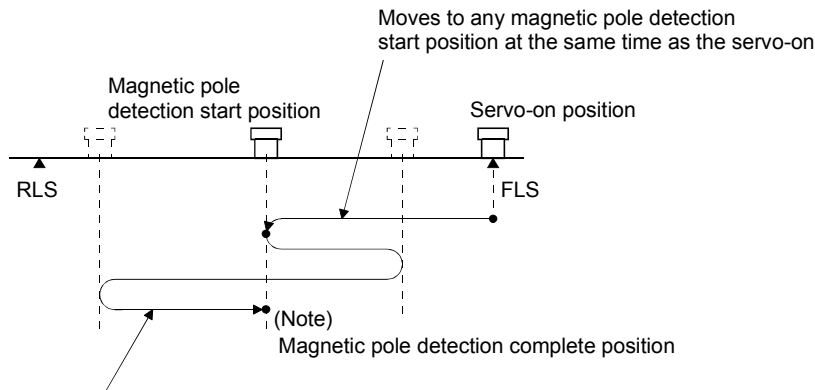 Moves to any magnetic pole detection
start position at the same time as the servo-on
Magnetic pole
detection start position
Servo-on position
RLS
FLS
(Note)
Magnetic pole detection complete position